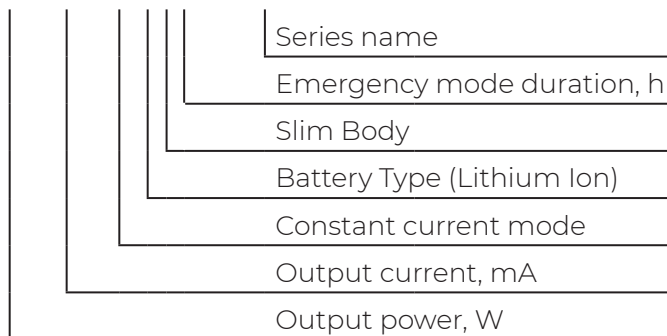 Series name
Emergency mode duration, h
Slim Body
Battery Type (Lithium Ion)
Constant current mode
Output current, mA
Output power, W